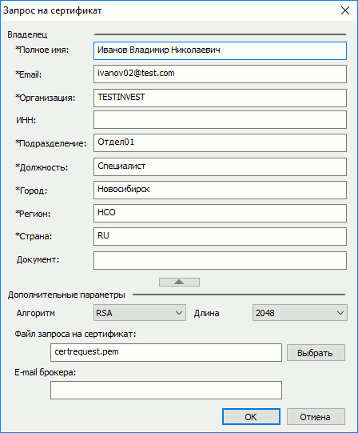 Запрос на сертификат
Владелец
*Полное имя: Иванов Владимир Николаевич
*Email: ivanov02@test.com
*Организация: TESTINVEST
ИНН:
*Подразделение: Отдел01
*Должность: Специалист
*Город: Новосибирск
*Регион: НСО
*Страна: RU
Документ:
Дополнительные параметры
Алгоритм RSA Длина 2048
Файл запроса на сертификат:
certrequest.pem Выбрать
E-mail брокера:
OK Отмена